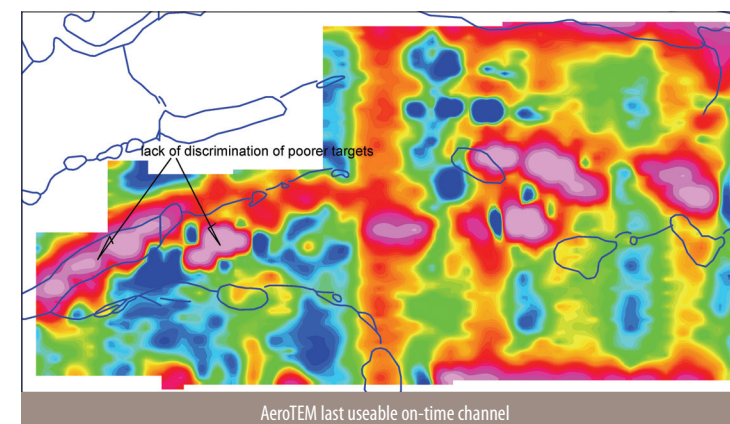 lack of discrimination of poorer targets
AeroTEM last useable on-time channel